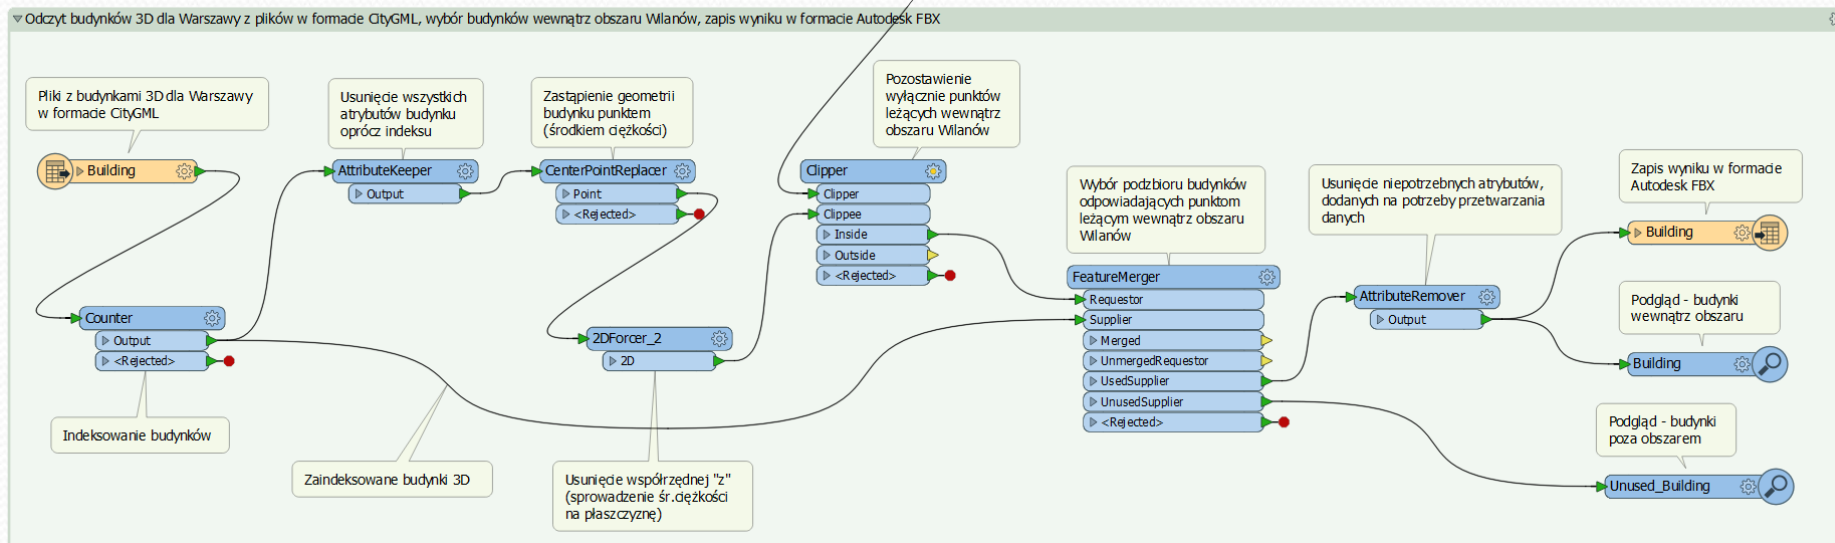 Odczyt budynków 3D dla Warszawy z plików w formacie CityGML, wybór budynków wewnątrz obszaru Wilanów, zapis wyniku w formacie Autodesk FBX
Pliki z budynkami 3D dla Warszawy
w formacie CityGML
Building
Counter
Output
<Rejected>
Indeksowanie budynków
Zaindeksowane budynki 3D
Usunięcie wszystkich
atrybutów budynku
oprócz indeksu
AttributeKeeper
Output
Zastąpienie geometrii
budynku punktem
(środkiem ciężkości)
CenterPointReplacer
Point
<Rejected>
2DForcer_2
2D
Usunięcie współrzędnej "z"
(sprowadzenie śr.ciężkości
na płaszczyznę)
Pozostawienie
wyłącznie punktów
leżących wewnątrz
obszaru Wilanów
Clipper
Clipper
Clippee
Inside
Outside
<Rejected>
Wybór podzbioru budynków
odpowiadających punktom
leżącym wewnątrz obszaru
Wilanów
FeatureMerger
Requestor
Supplier
Merged
UnmergedRequestor
UsedSupplier
UnusedSupplier
<Rejected>
Usunięcie niepotrzebnych atrybutów,
dodanych na potrzeby przetwarzania
danych
AttributeRemover
Output
Zapis wyniku w formacie
Autodesk FBX
Building
Podgląd - budynki
wewnątrz obszaru
Building
Podgląd - budynki
poza obszarem
Unused_Building